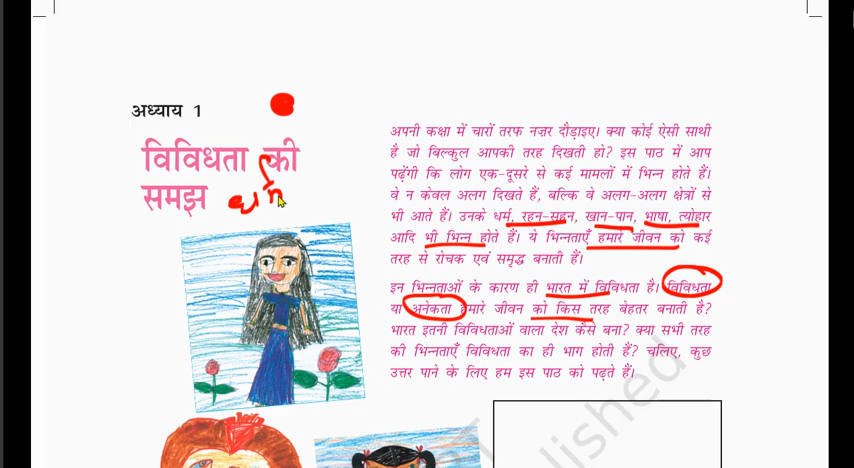 अध्याय 1
विविधता की
समझ
अपनी कक्षा में चारों तरफ नज़र दौड़ाइए। क्या कोई ऐसी साथी
है जो बिल्कुल आपकी तरह दिखती हो? इस पाठ में आप
पढ़ेंगी कि लोग एक-दूसरे से कई मामलों में भिन्न होते हैं।
वे न केवल अलग दिखते हैं, बल्कि वे अलग-अलग क्षेत्रों से
भी आते हैं। उनके धर्म, रहन-सहन, खान-पान, भाषा, त्योहार
आदि भी भिन्न होते हैं। ये भिन्नताएँ हमारे जीवन को कई
तरह से रोचक एवं समृद्ध बनाती हैं।
इन भिन्नताओं के कारण ही भारत में विविधता है। विविधता
या अनेकता हमारे जीवन को किस तरह बेहतर बनाती है?
भारत इतनी विविधताओं वाला देश कैसे बना? क्या सभी तरह
की भिन्नताएँ विविधता का ही भाग होती हैं? चलिए, कुछ
उत्तर पाने के लिए हम इस पाठ को पढ़ते हैं।